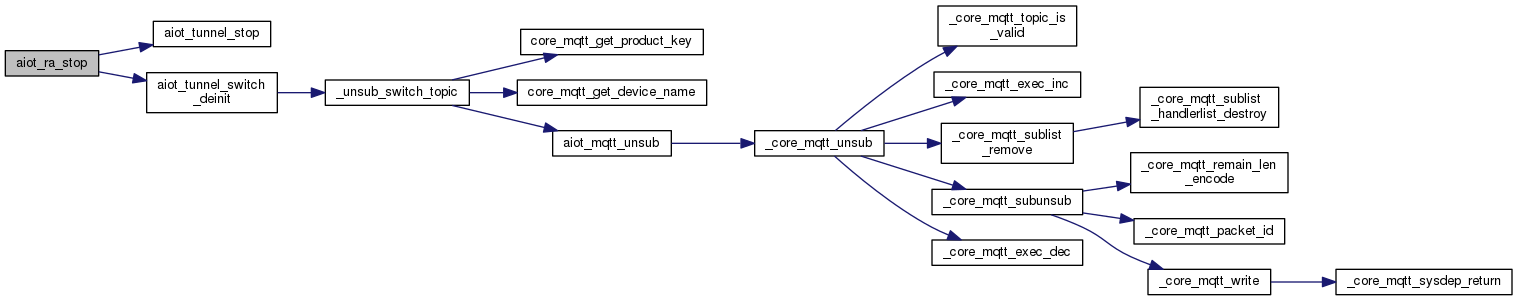 aiot_ra_stop
aiot_tunnel_stop
aiot_tunnel_switch
_deinit
_unsub_switch_topic
core_mqtt_get_product_key
core_mqtt_get_device_name
aiot_mqtt_unsub
_core_mqtt_unsub
_core_mqtt_topic_is
_valid
_core_mqtt_exec_inc
_core_mqtt_sublist
_remove
_core_mqtt_subunsub
_core_mqtt_exec_dec
_core_mqtt_sublist
_handlerlist_destroy
_core_mqtt_remain_len
_encode
_core_mqtt_packet_id
_core_mqtt_write
_core_mqtt_sysdep_return